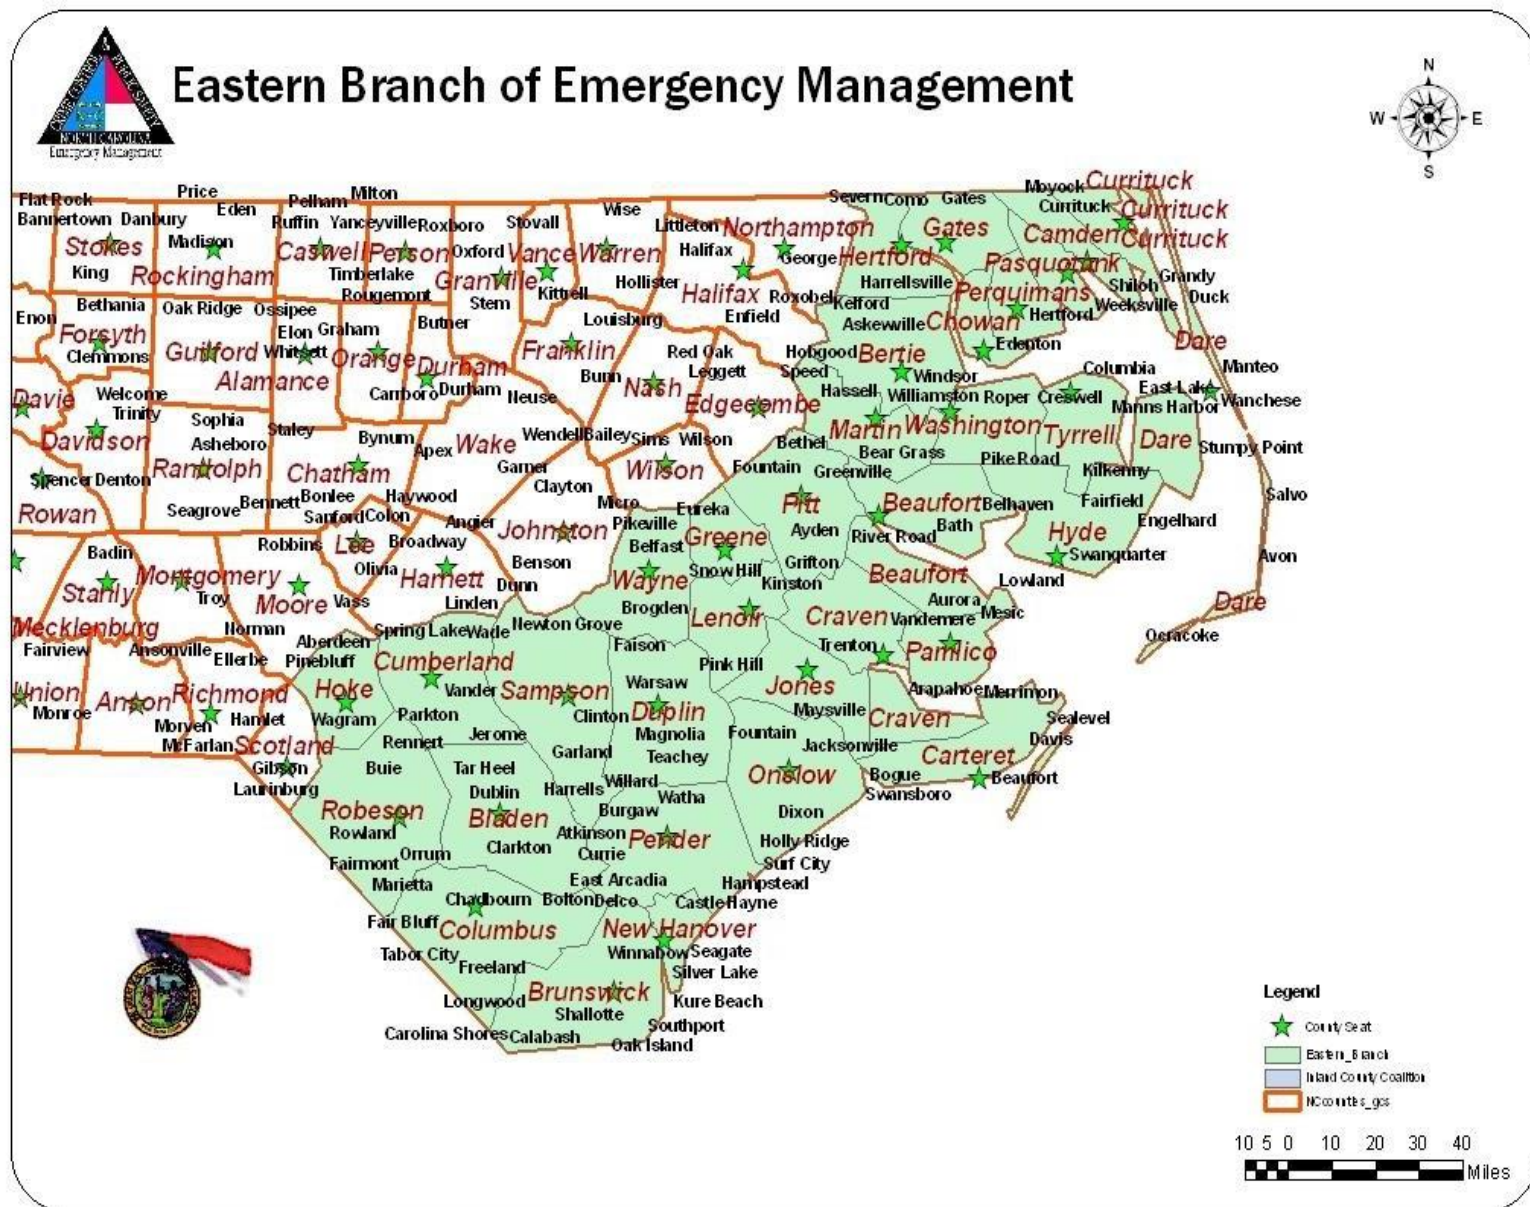 Eastern Branch of Emergency Management
CRIME CONTROL & PUBLIC SAFETY
NORTH CAROLINA
Emergency Management
N
W E
S
Flat Rock Price Pelham Milton Severn Como Gates Moyock Currituck
Bannertown Danbury Eden Ruffin Yanceyville Roxboro Stovall Wise Littleton Northampton Currituck Currituck
Stokes Madison Caswell Person Oxford Vance Warren Halifax George Hertford Gates Camden Currituck
King Rockingham Timberlake Granville Kittrell Hollister Halifax Roxobel Harrellsville Pasquotank Shiloh Grandy
Bethania Oak Ridge Ossipee Rougemont Stem Louisburg Enfield Kelford Perquimans Weeksville Duck
Enon Elon Graham Butner Askewville Chowan Hertford
Forsyth Guilford Whitsett Orange Durham Franklin Red Oak Hobgood Bertie Edenton Dare
Clemmons Alamance Carrboro Durham Bunn Nash Leggett Speed Windsor Columbia Manteo
Davie Welcome Neuse Edgecombe Hassell Williamston Roper Creswell East Lake Wanchese
Trinity Sophia Staley Bynum Apex Wake Wendell Bailey Sims Wilson Bethel Martin Washington Tyrrell Manns Harbor Dare Stumpy Point
Davidson Asheboro Chatham Garner Wilson Fountain Greenville Bear Grass Pike Road Kilkenny
Spencer Denton Randolph Bonlee Haywood Clayton Micro Eureka Pitt Beaufort Belhaven Fairfield Salvo
Rowan Seagrove Bennett Sanford Colon Angier Johnston Pikeville Greene Ayden River Road Bath Hyde Engelhard
Badin Robbins Lee Broadway Benson Belfast Snow Hill Grifton Beaufort Swanquarter Avon
Stanly Montgomery Moore Olivia Harnett Dunn Wayne Kinston Lowland
Troy Vass Linden Brogden Lenoir Craven Aurora Mesic Dare
Mecklenburg Norman Spring Lake Wade Newton Grove Vandemere Ocracoke
Fairview Ansonville Ellerbe Aberdeen Pinebluff Cumberland Faison Pink Hill Trenton Pamlico
Union Anson Richmond Hoke Vander Sampson Warsaw Jones Arapahoe Merrimon
Monroe Morven Hamlet Wagram Parkton Clinton Duplin Maysville Craven Sealevel
McFarlan Scotland Rennert Jerome Magnolia Fountain Jacksonville Davis
Gibson Buie Tar Heel Garland Teachey Onslow Carteret
Laurinburg Dublin Harrells Willard Bogue Beaufort
Robeson Bladen Burgaw Watha Dixon Swansboro
Rowland Clarkton Atkinson Pender Holly Ridge
Fairmont Orrum Currie Surf City
Marietta East Arcadia Hampstead
Chadbourn Bolton Delco Castle Hayne
Fair Bluff Columbus New Hanover
Tabor City Freeland Winnabow Seagate
Longwood Brunswick Silver Lake
Shallotte Kure Beach
Carolina Shores Calabash Southport
Oak Island
Legend
County Seat
Eastern_Branch
Inland County Coalition
NCcounties_gcs
10 5 0 10 20 30 40
Miles